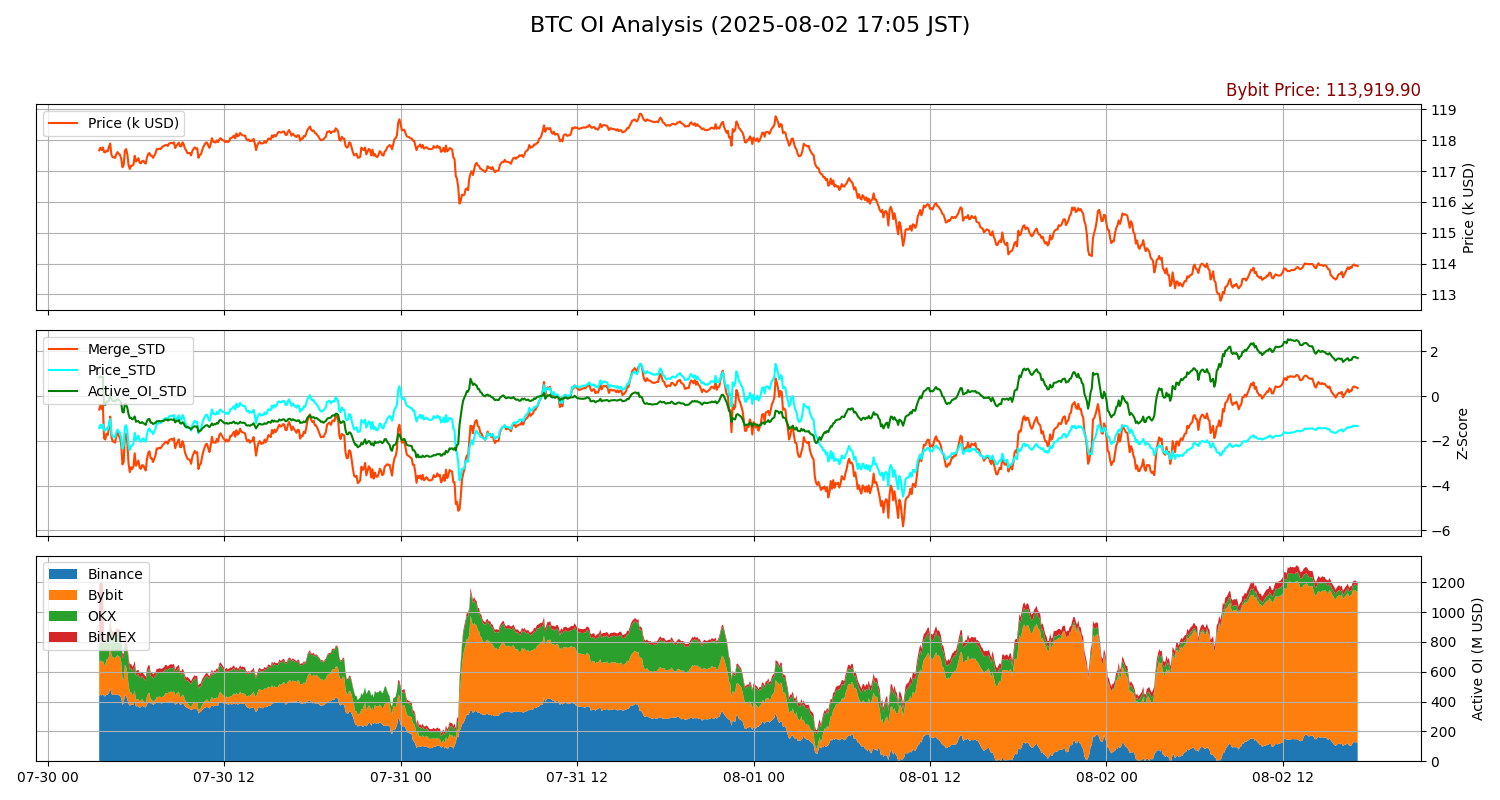 BTC OI Analysis (2025-08-02 17:05 JST)
Bybit Price: 113,919.90
Price (k USD)
119
118
117
116
115
114
113
Price (k USD)
Merge_STD
Price_STD
Active_OI_STD
2
0
−2
−4
−6
Z-Score
Binance
Bybit
OKX
BitMEX
1200
1000
800
600
400
200
0
Active OI (M USD)
07-30 00
07-30 12
07-31 00
07-31 12
08-01 00
08-01 12
08-02 00
08-02 12